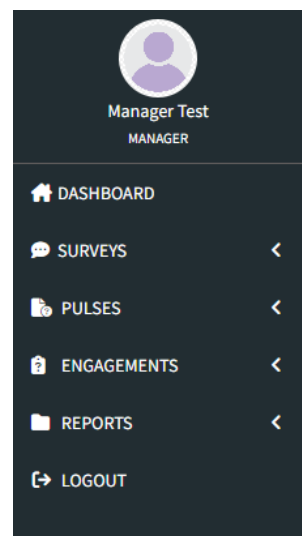 Manager Test
MANAGER
DASHBOARD
SURVEYS
PULSES
ENGAGEMENTS
REPORTS
LOGOUT